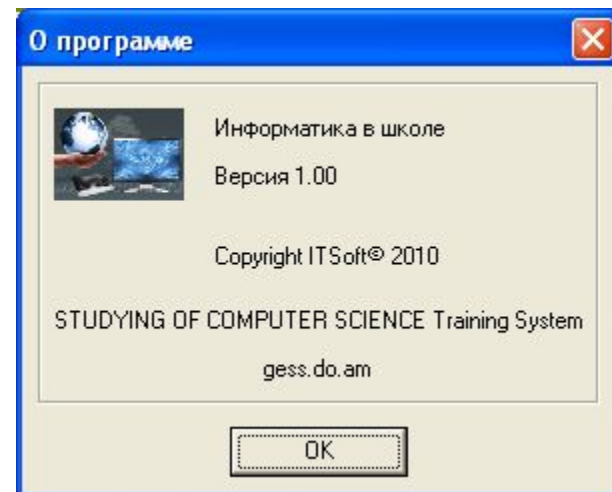 О программе
Информатика в школе
Версия 1.00
Copyright ITSoft© 2010
STUDYING OF COMPUTER SCIENCE Training System
gess.do.am
OK